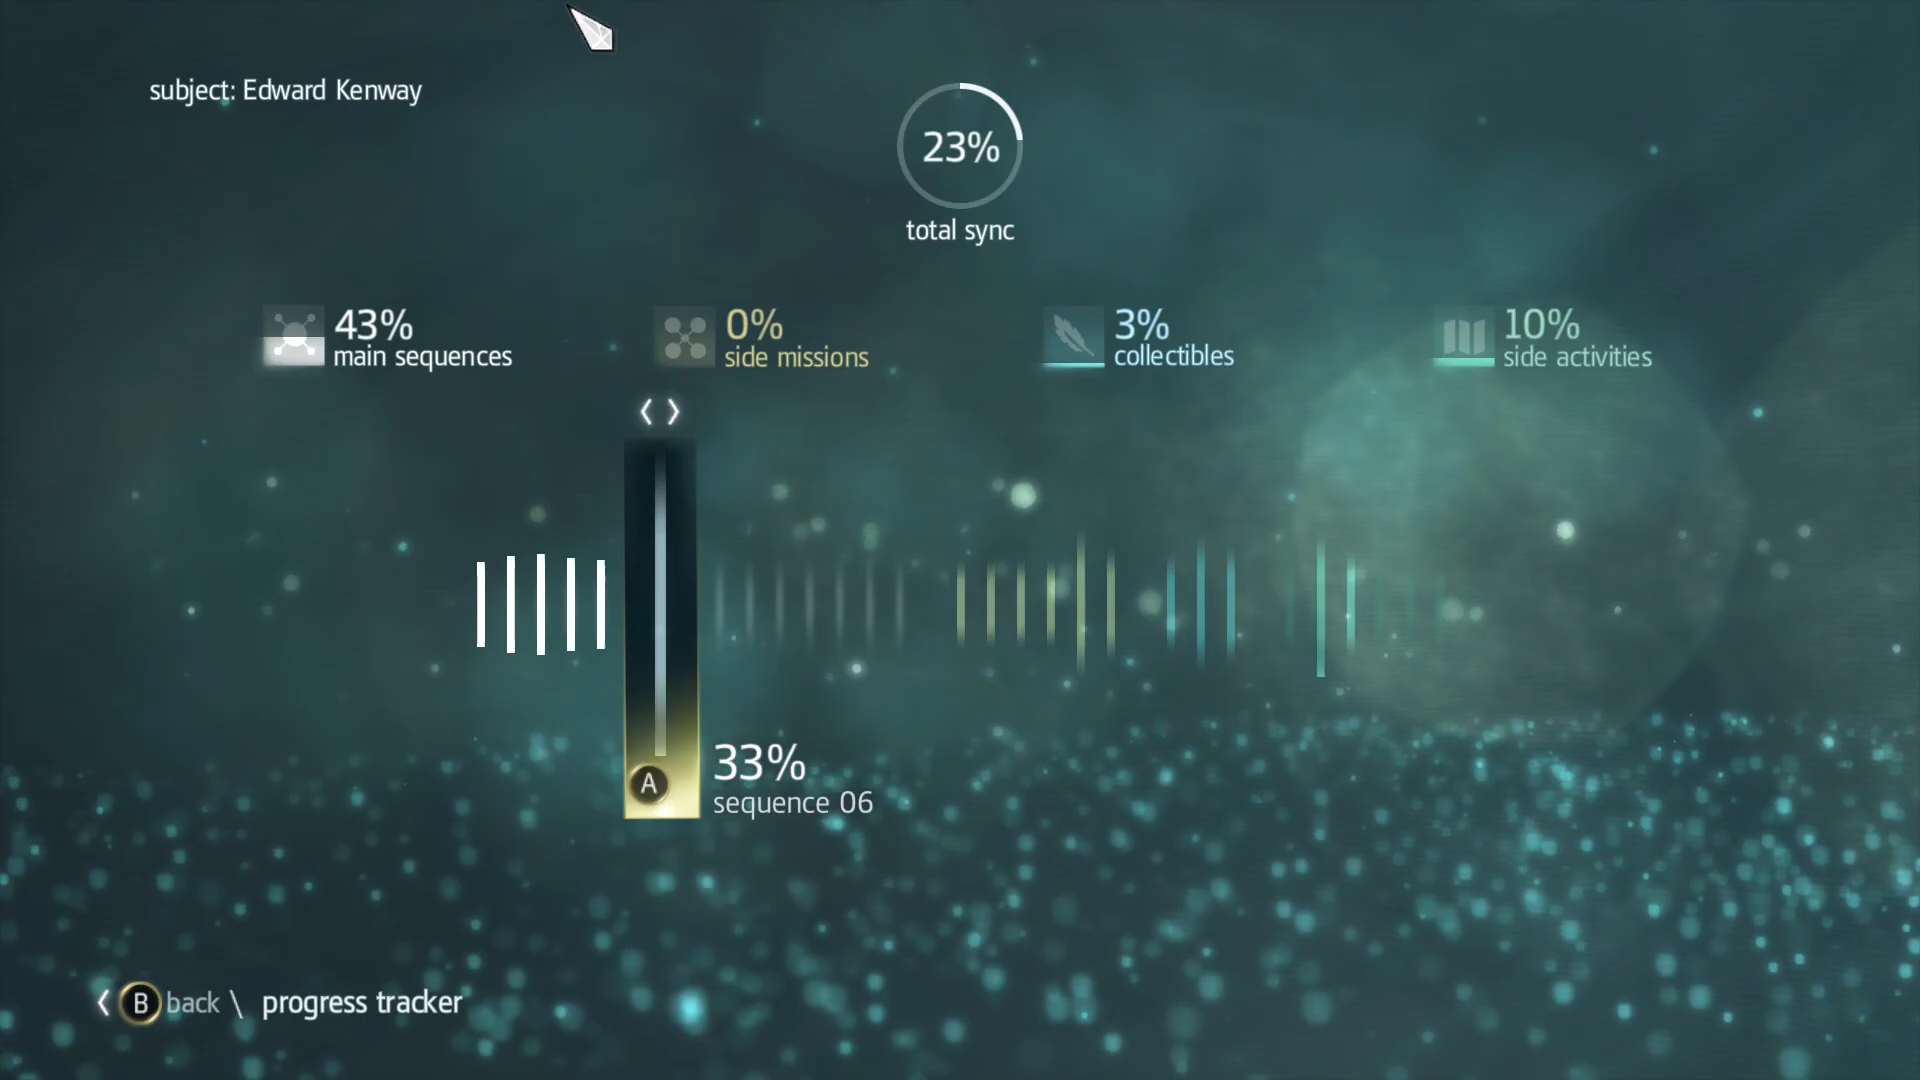 subject: Edward Kenway
23%
total sync
43%
main sequences
0%
side missions
3%
collectibles
10%
side activities
A
33%
sequence 06
B back \ progress tracker